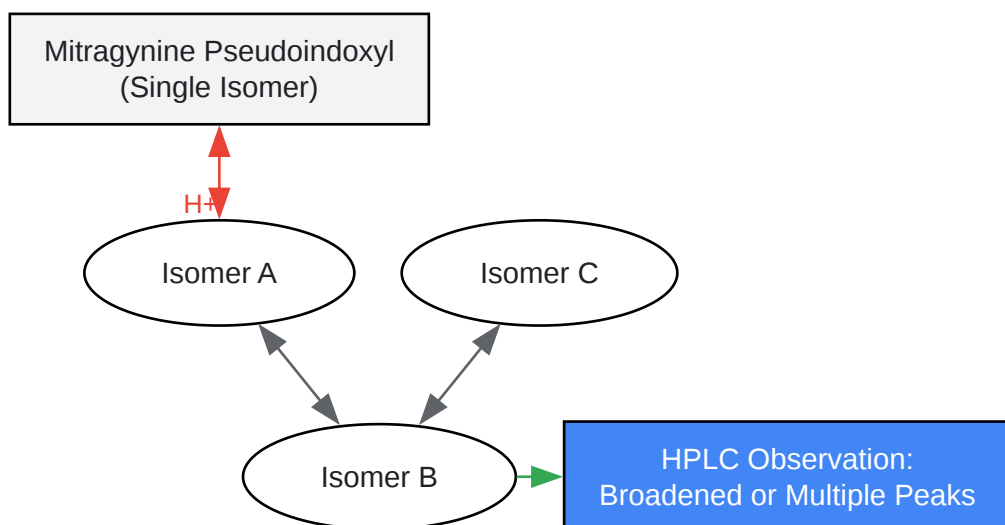 Mitragynine Pseudoindoxyl
(Single Isomer)
H+
Isomer A
Isomer C
Isomer B
HPLC Observation:
Broadened or Multiple Peaks